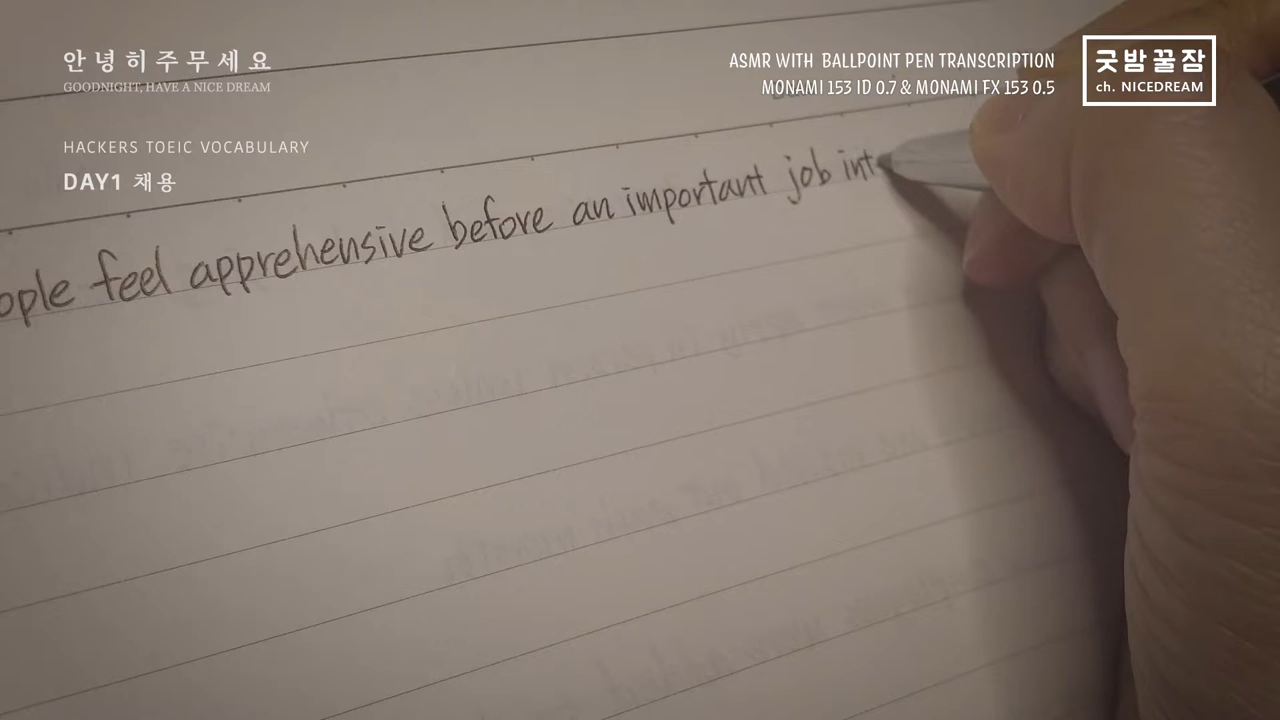 안녕히주무세요
GOODNIGHT, HAVE A NICE DREAM
HACKERS TOEIC VOCABULARY
DAY1 채용
ASMR WITH BALLPOINT PEN TRANSCRIPTION
MONAMI 153 ID 0.7 & MONAMI FX 153 0.5
굿밤꿀잠
ch. NICEDREAM
ople feel apprehensive before an important job int